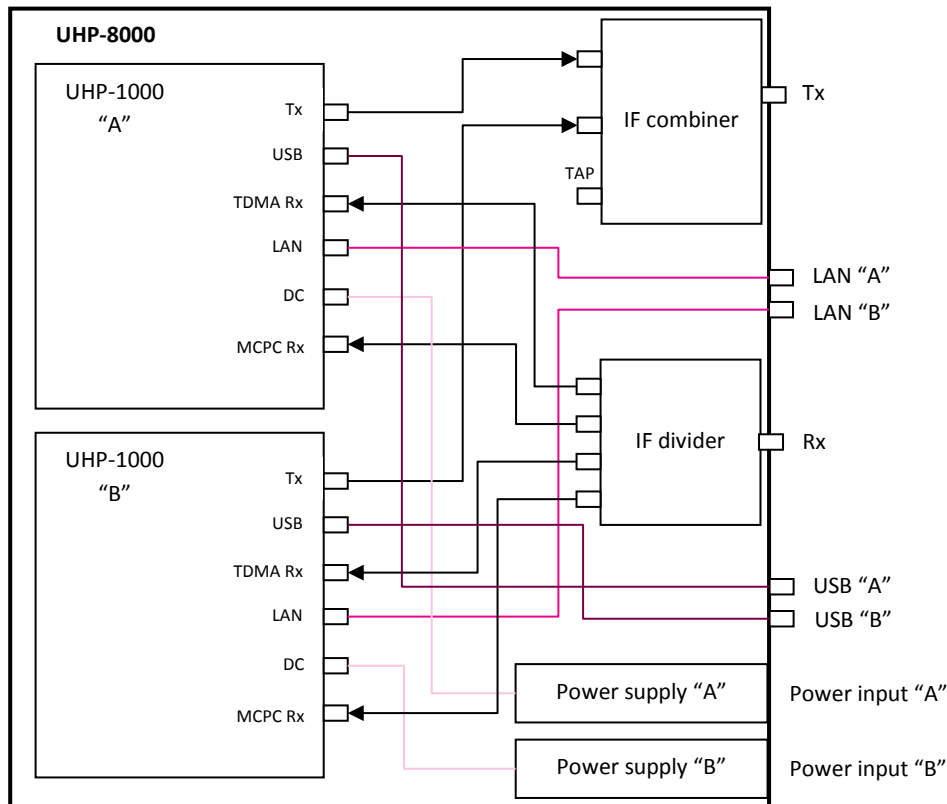 UHP-8000
UHP-1000
“A”
Tx
USB
TDMA Rx
LAN
DC
MCPC Rx
UHP-1000
“B”
Tx
USB
TDMA Rx
LAN
DC
MCPC Rx
IF combiner
TAP
Tx
LAN “A”
LAN “B”
IF divider
Rx
USB “A”
USB “B”
Power supply “A”
Power input “A”
Power supply “B”
Power input “B”